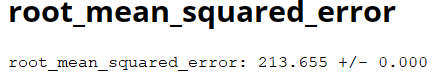 root_mean_squared_error
root_mean_squared_error: 213.655 +/- 0.000